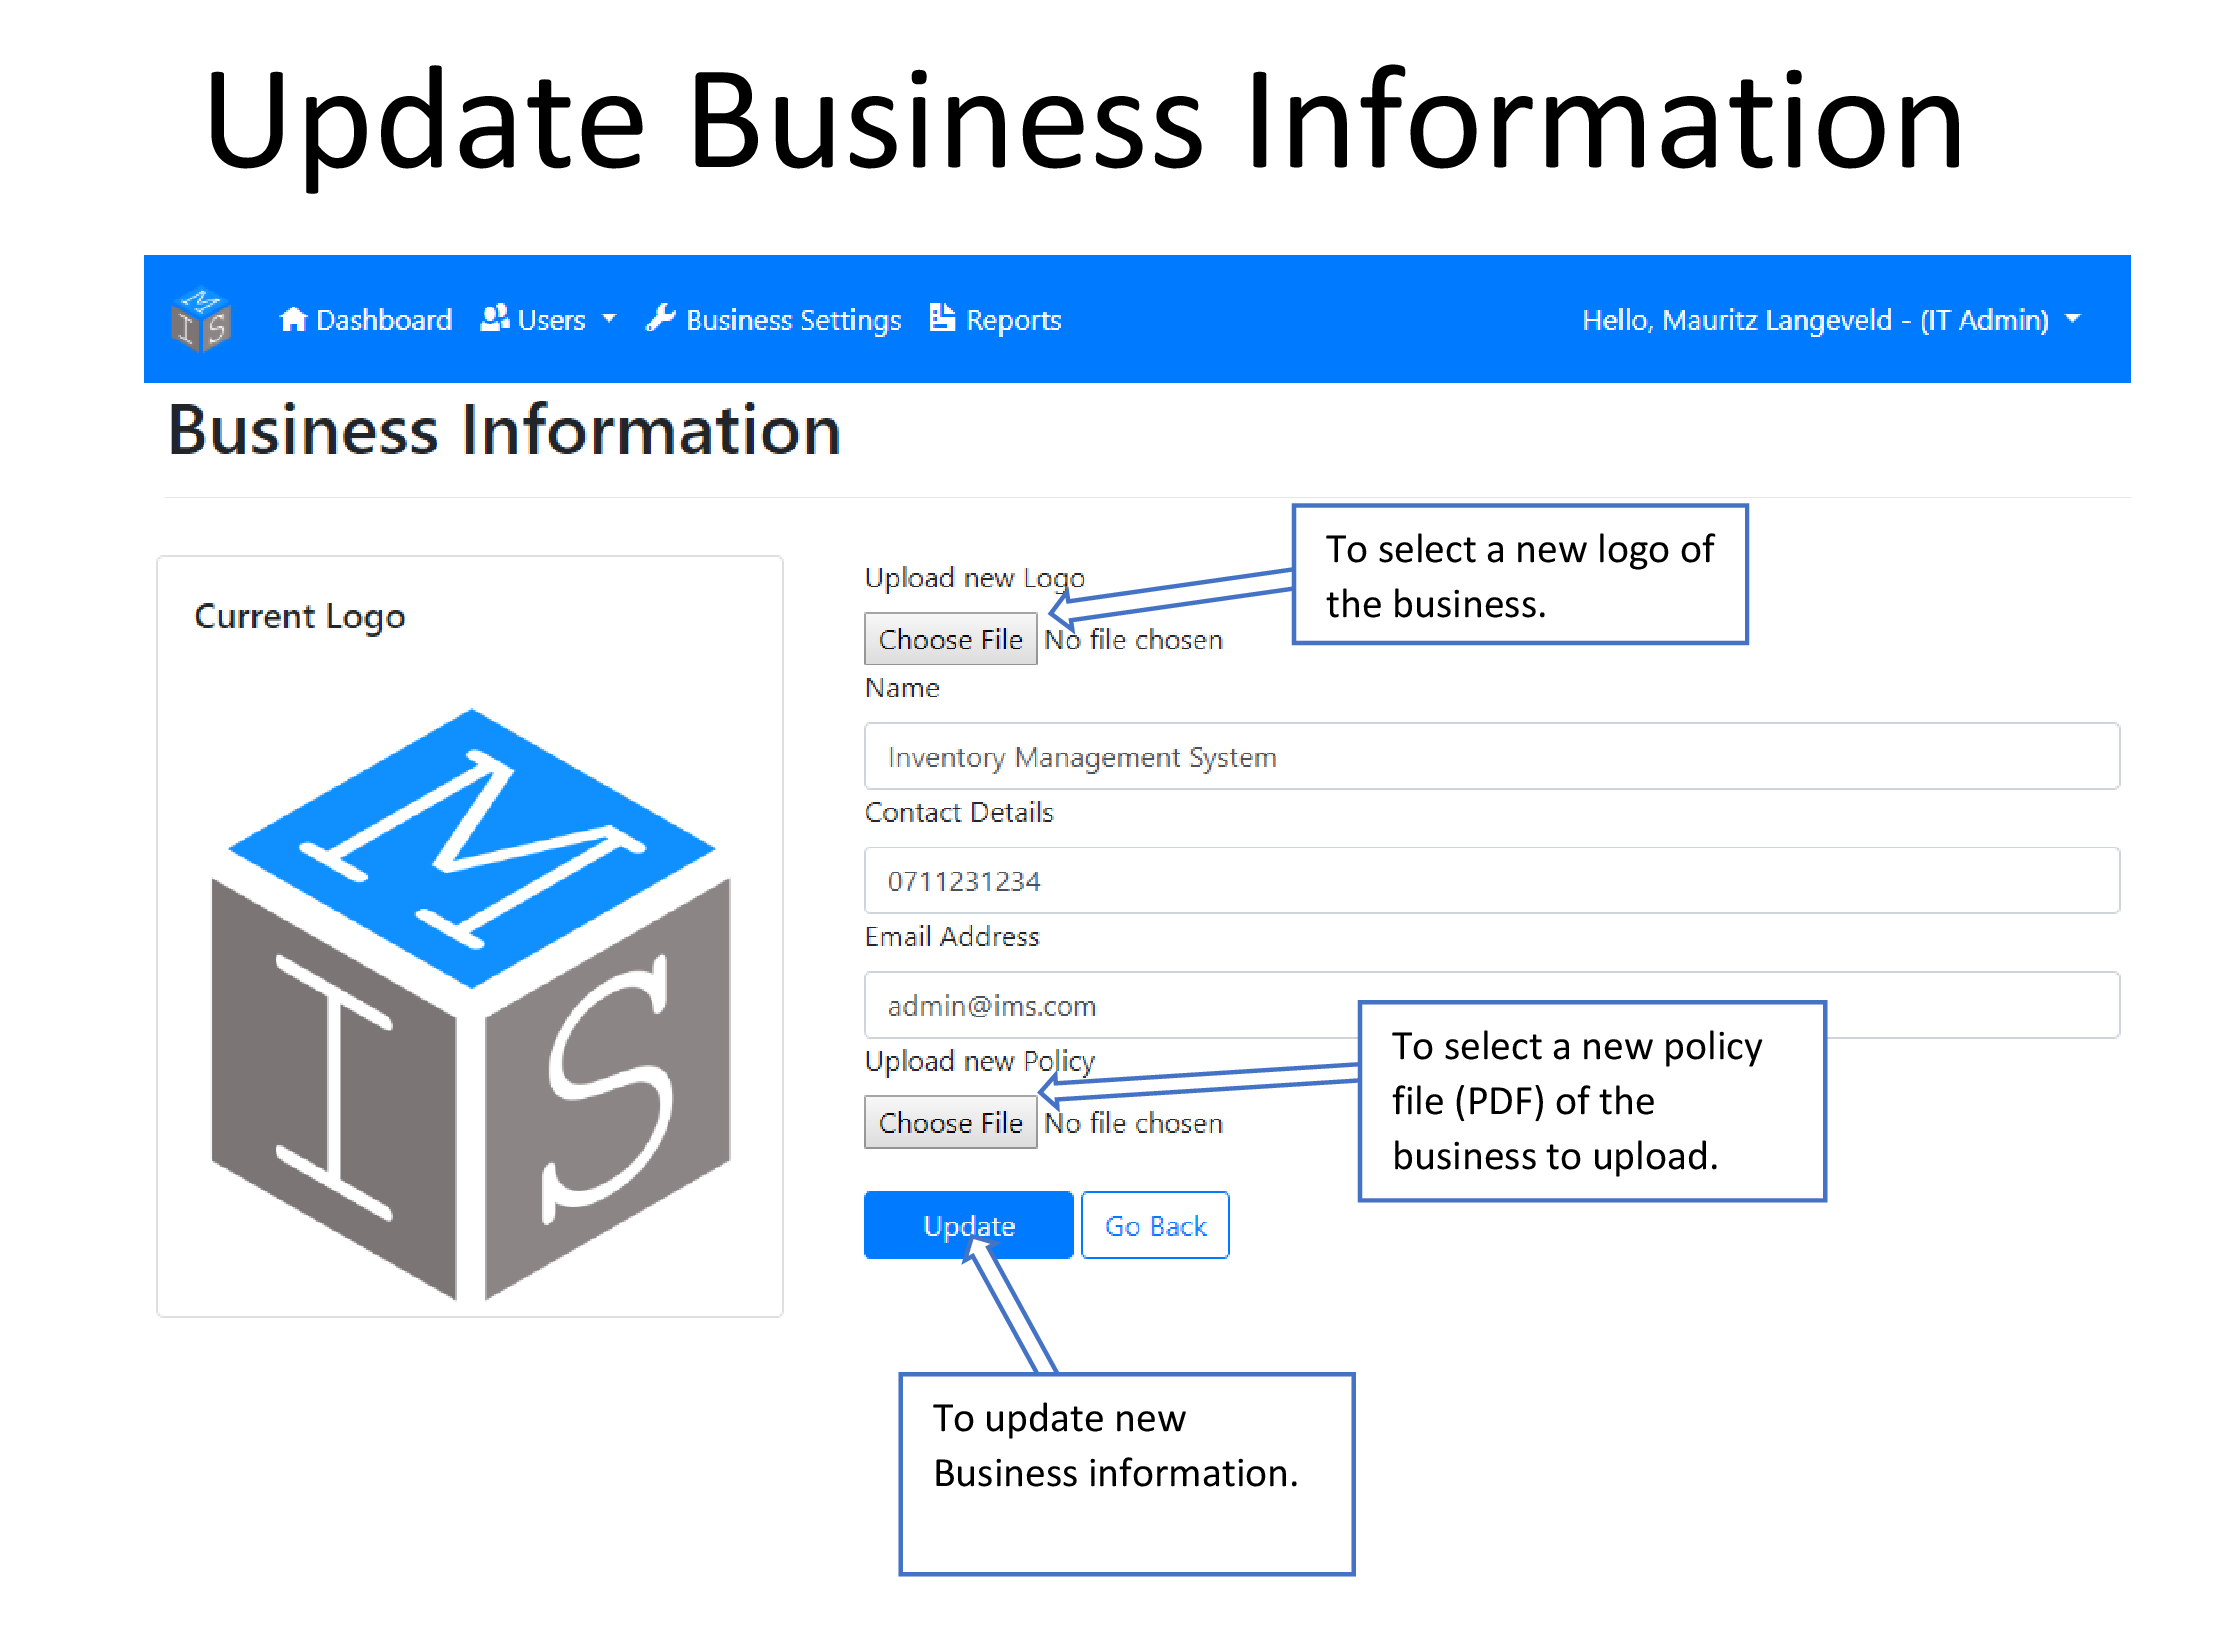 Update Business Information
M
I S
Dashboard Users Business Settings Reports Hello, Mauritz Langeveld - (IT Admin)
Business Information
To select a new logo of
the business.
Upload new Logo
Choose File No file chosen
Current Logo
M
I S
Name
Inventory Management System
Contact Details
0711231234
Email Address
admin@ims.com
Upload new Policy
Choose File No file chosen
To select a new policy
file (PDF) of the
business to upload.
Update Go Back
To update new
Business information.